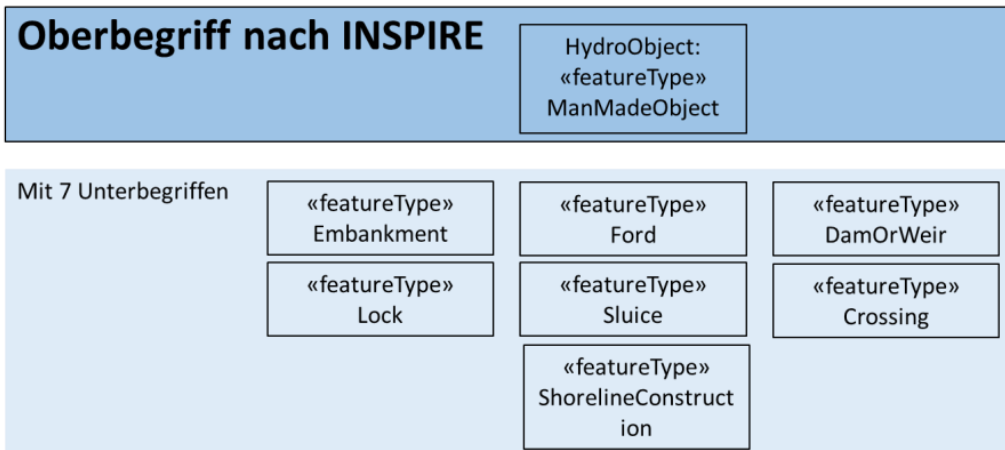 Oberbegriff nach INSPIRE
HydroObject:
«featureType»
ManMadeObject
Mit 7 Unterbegriffen
«featureType»
Embankment
«featureType»
Ford
«featureType»
DamOrWeir
«featureType»
Lock
«featureType»
Sluice
«featureType»
Crossing
«featureType»
ShorelineConstruct
ion